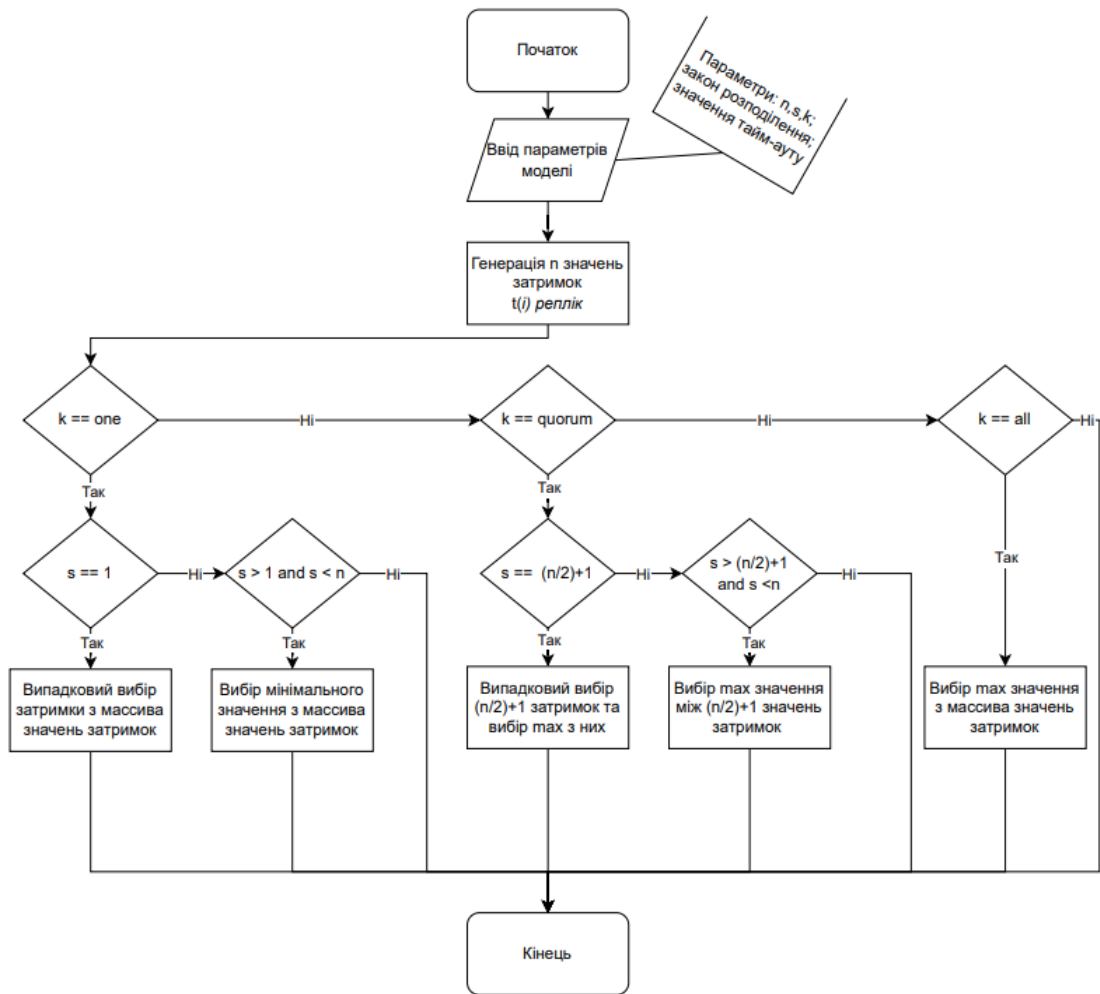 Початок
Параметри: n,s,k;
закон розподілення;
значення тайм-ауту
Ввід параметрів
моделі
Генерація n значень
затримок
t(i) реплік
k == one
Ні
k == quorum
Ні
k == all
Ні
Так
Так
Так
s == 1
Ні
s > 1 and s < n
Ні
s == (n/2)+1
Ні
s > (n/2)+1
and s <n
Ні
Так
Так
Так
Так
Випадковий вибір
затримки з массива
значень затримок
Вибір мінімального
значення з массива
значень затримок
Випадковий вибір
(n/2)+1 затримок та
вибір max з них
Вибір max значення
між (n/2)+1 значень
затримок
Вибір max значення
з массива значень
затримок
Кінець